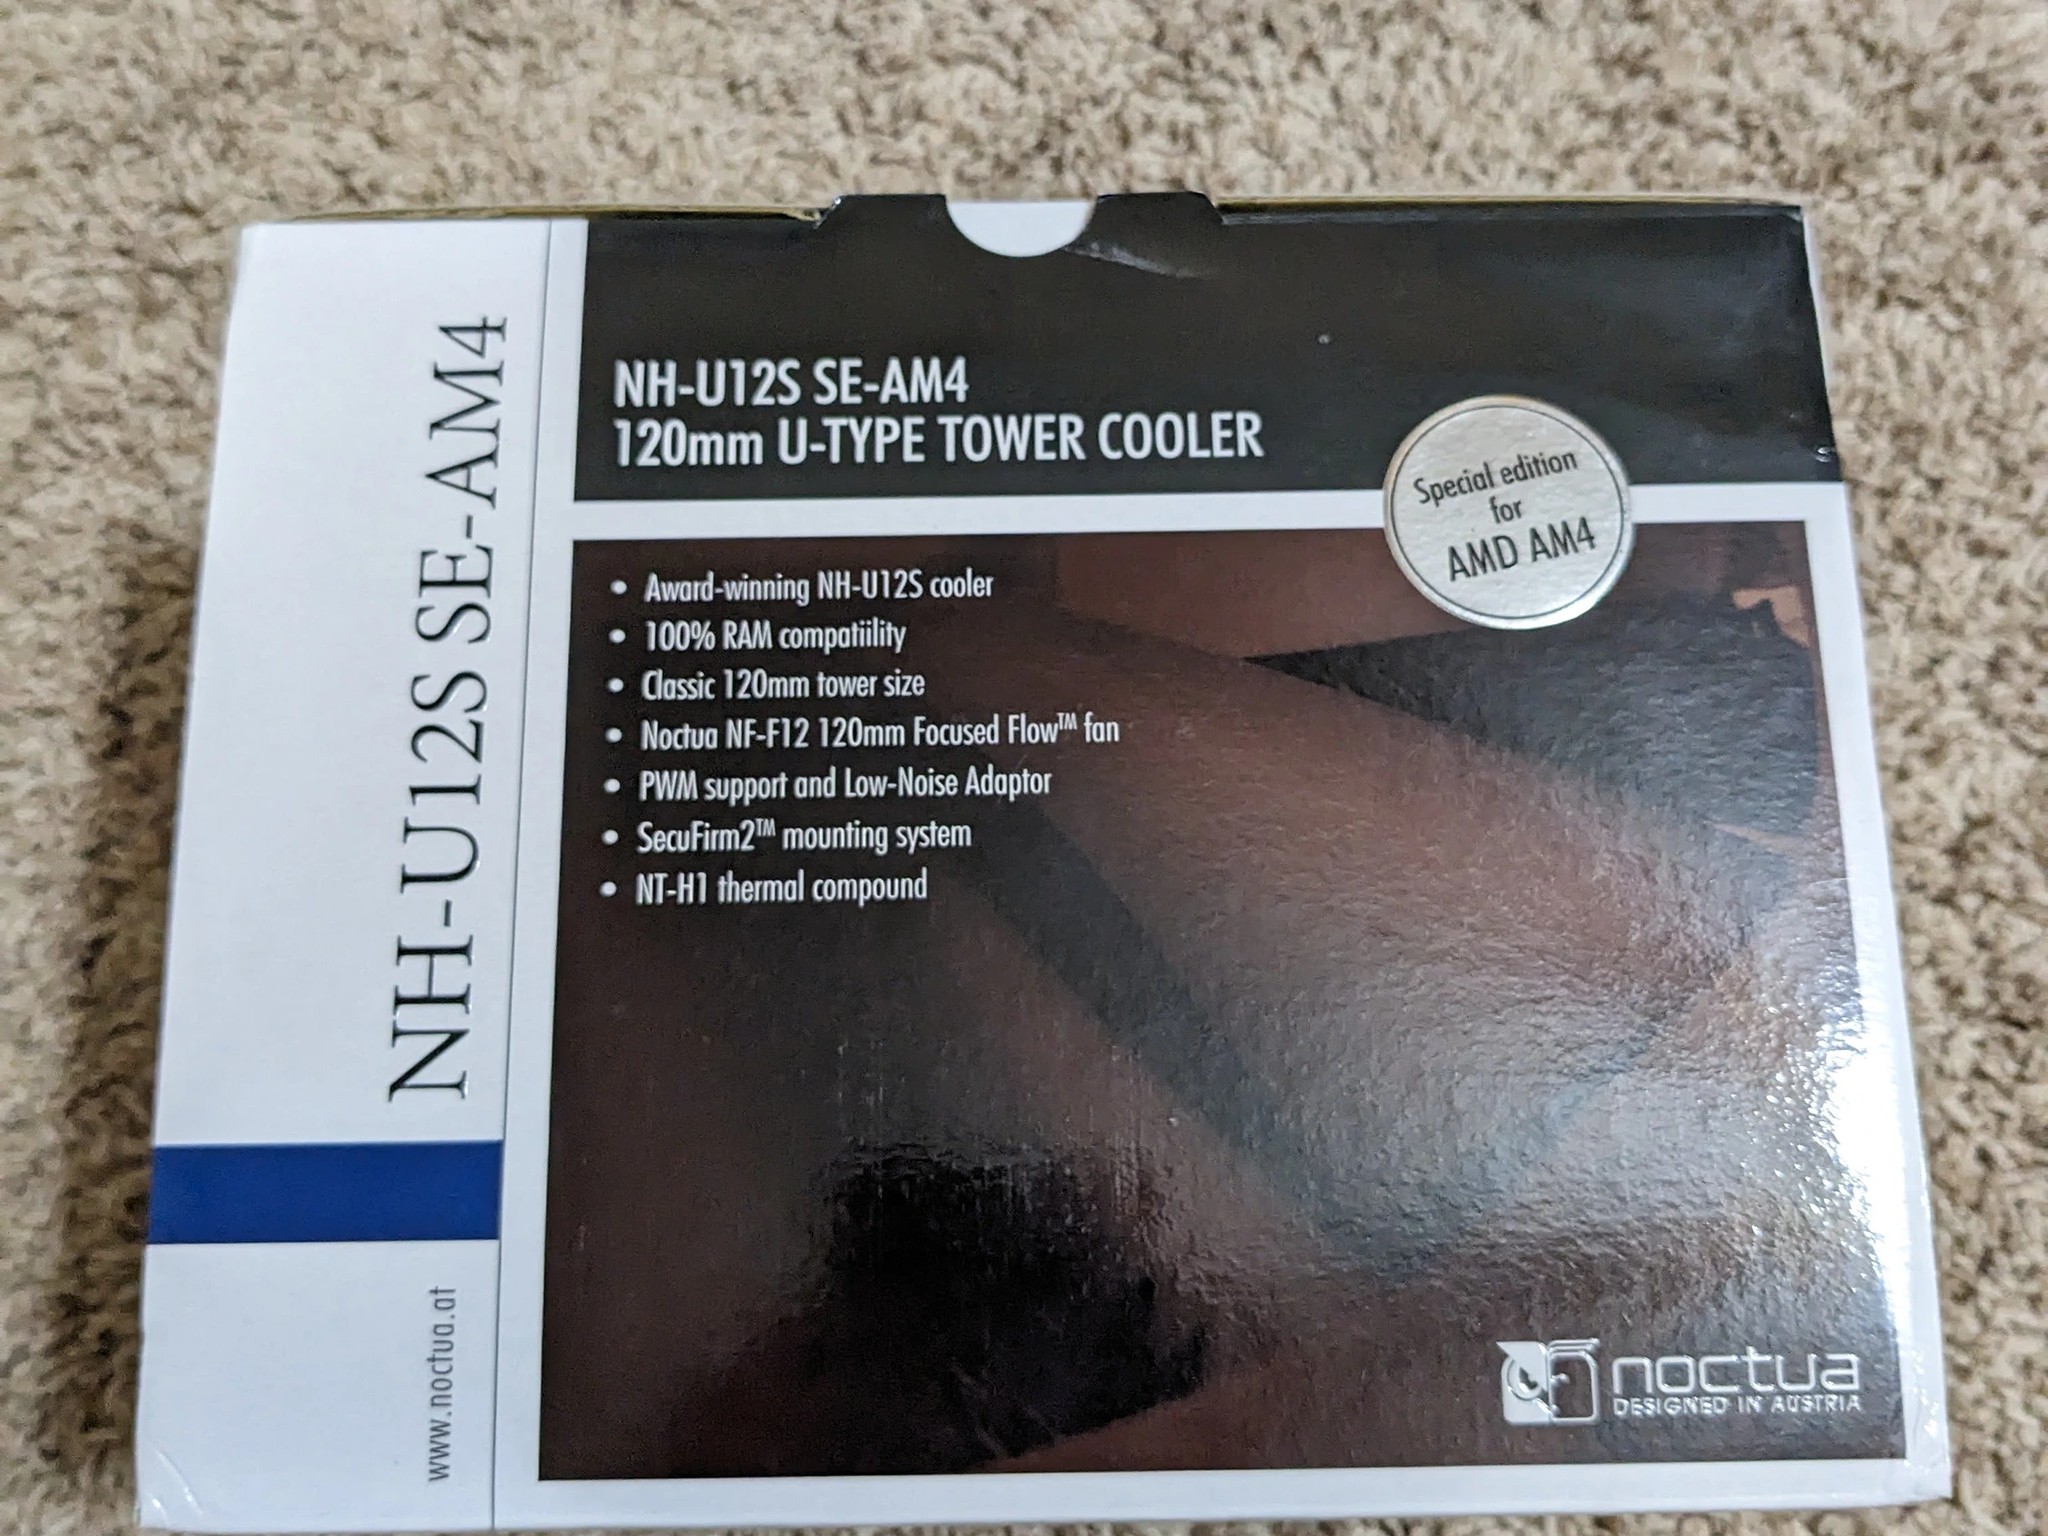 NH-U12S SE-AM4
www.noctua.at
NH-U12S SE-AM4
120mm U-TYPE TOWER COOLER
Special edition
for
AMD AM4
• Award-winning NH-U12S cooler
• 100% RAM compatiility
• Classic 120mm tower size
• Noctua NF-F12 120mm Focused Flow™ fan
• PWM support and Low-Noise Adaptor
• SecuFirm2™ mounting system
• NT-H1 thermal compound
noctua
DESIGNED IN AUSTRIA